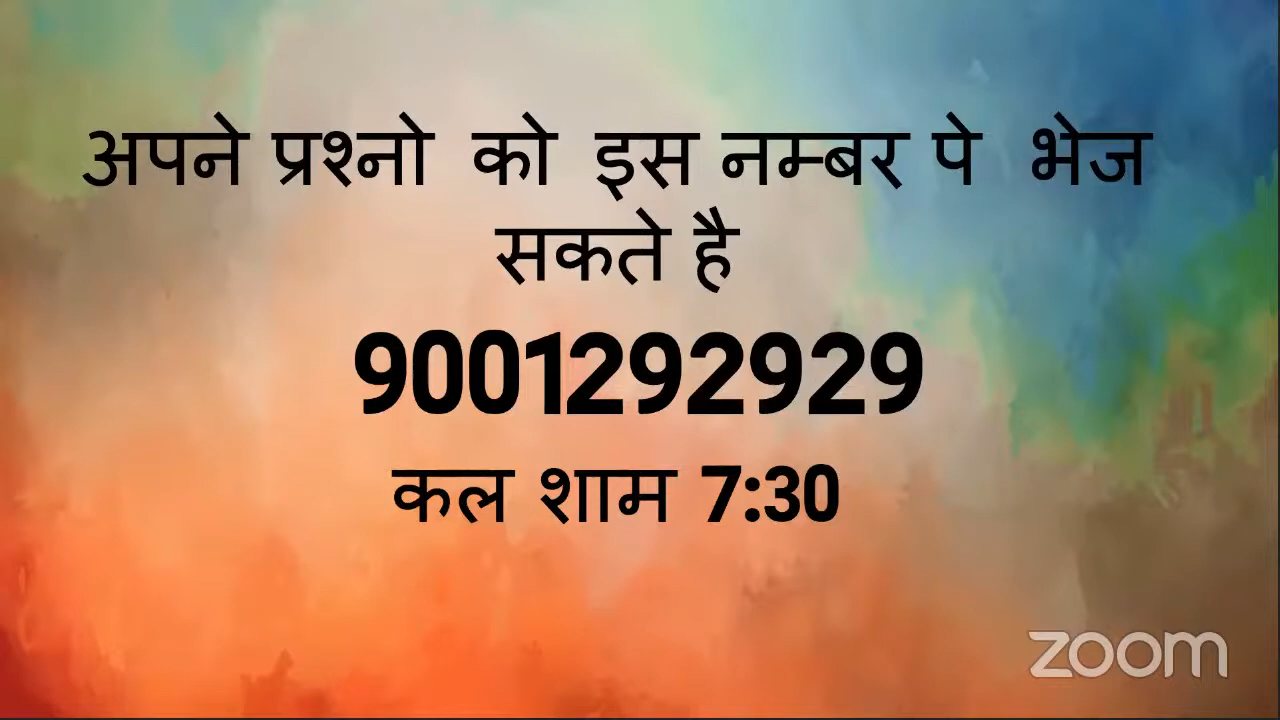 अपने प्रश्नो को इस नम्बर पे भेज
सकते है
9001292929
कल शाम 7:30
zoom